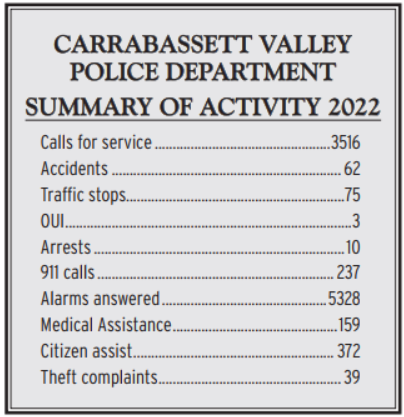 CARRABASSETT VALLEY
POLICE DEPARTMENT
SUMMARY OF ACTIVITY 2022
Calls for service ........................................ 3516
Accidents ........................................ 62
Traffic stops ........................................ 75
OUI ........................................ 3
Arrests ........................................ 10
911 calls ........................................ 237
Alarms answered ........................................ 5328
Medical Assistance ........................................ 159
Citizen assist ........................................ 372
Theft complaints ........................................ 39